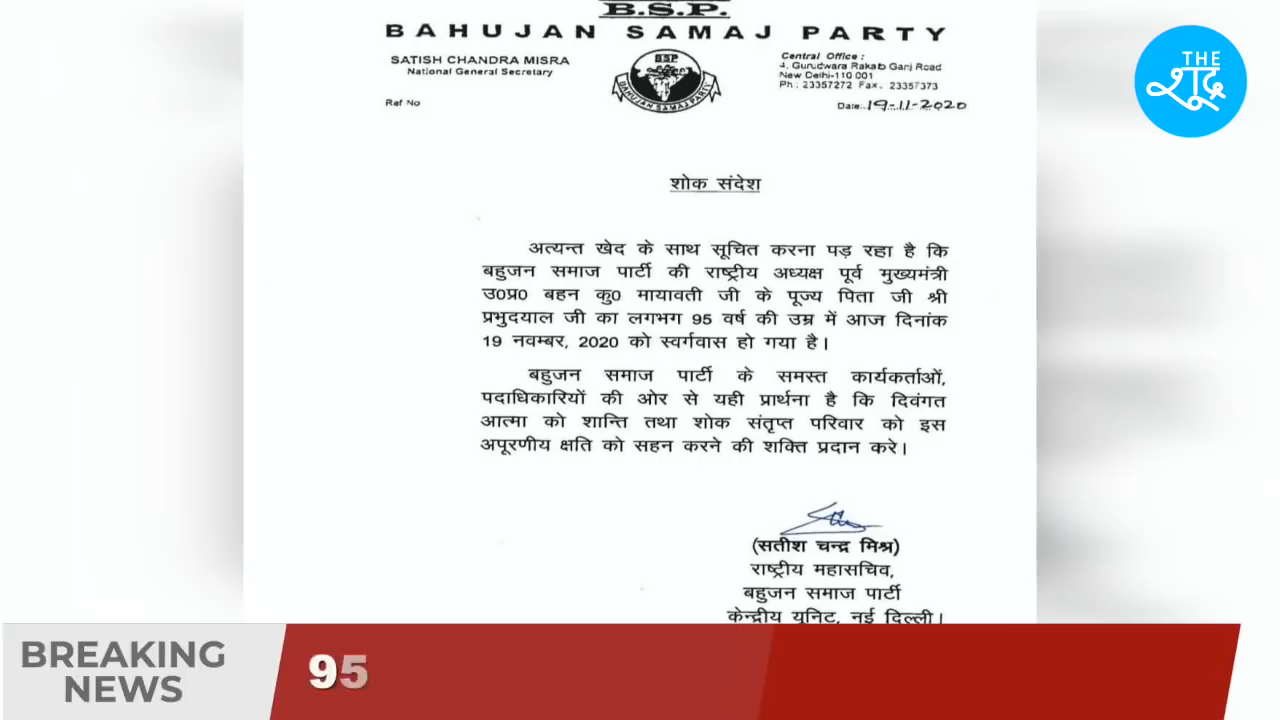 B.S.P.
BAHUJAN SAMAJ PARTY
SATISH CHANDRA MISRA
National General Secretary
Ref No
BSP
BAHUJAN SAMAJ PARTY
Central Office :
4, Gurudwara Rakab Ganj Road
New Delhi-110 001
Ph : 23357272 Fax. 23357373
Date: 19-11-2020
THE
शूद्र
शोक संदेश
अत्यन्त खेद के साथ सूचित करना पड़ रहा है कि
बहुजन समाज पार्टी की राष्ट्रीय अध्यक्ष पूर्व मुख्यमंत्री
उ0प्र0 बहन कु0 मायावती जी के पूज्य पिता जी श्री
प्रभुदयाल जी का लगभग 95 वर्ष की उम्र में आज दिनांक
19 नवम्बर, 2020 को स्वर्गवास हो गया है।
बहुजन समाज पार्टी के समस्त कार्यकर्ताओं,
पदाधिकारियों की ओर से यही प्रार्थना है कि दिवंगत
आत्मा को शान्ति तथा शोक संतृप्त परिवार को इस
अपूरणीय क्षति को सहन करने की शक्ति प्रदान करे।
(सतीश चन्द्र मिश्र)
राष्ट्रीय महासचिव,
बहुजन समाज पार्टी
केन्द्रीय यूनिट, नई दिल्ली।
BREAKING
NEWS
95